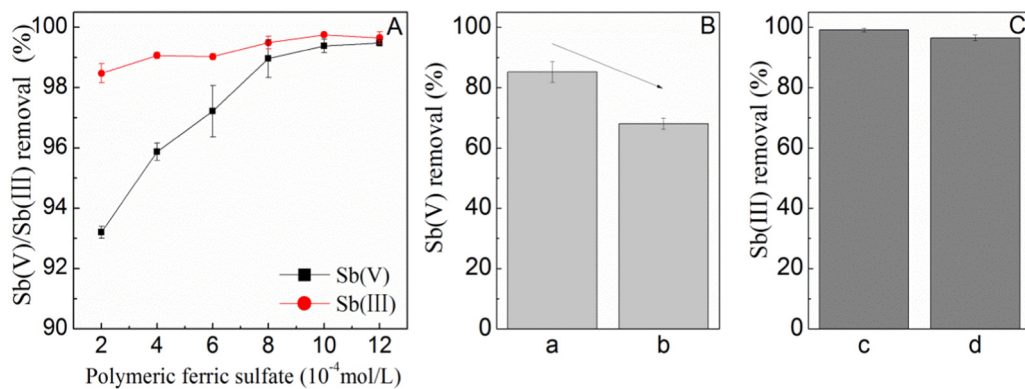 A
Sb(V)/Sb(III) removal (%)
100
98
96
94
93
92
90
Sb(V)
Sb(III)
2 4 6 8 10 12
Polymeric ferric sulfate (10⁻⁴mol/L)
B
Sb(V) removal (%)
100
80
60
40
20
0
a b
C
Sb(III) removal (%)
100
80
60
40
20
0
c d